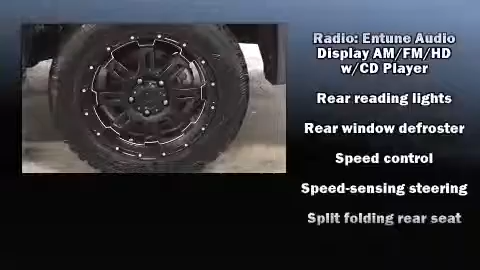 Radio: Entune Audio
Display AM/FM/HD
w/CD Player
Rear reading lights
Rear window defroster
Speed control
Speed-sensing steering
Split folding rear seat